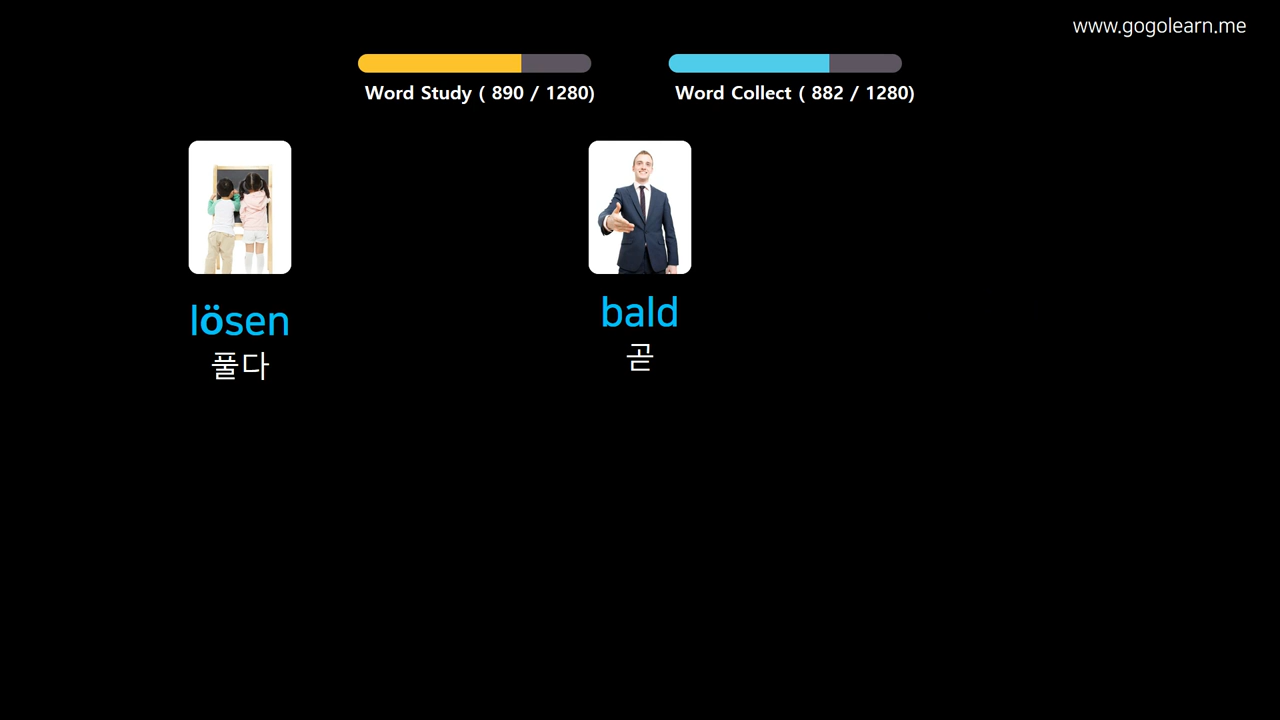 www.gogolearn.me
Word Study ( 890 / 1280)
Word Collect ( 882 / 1280)
lösen
풀다
bald
곧